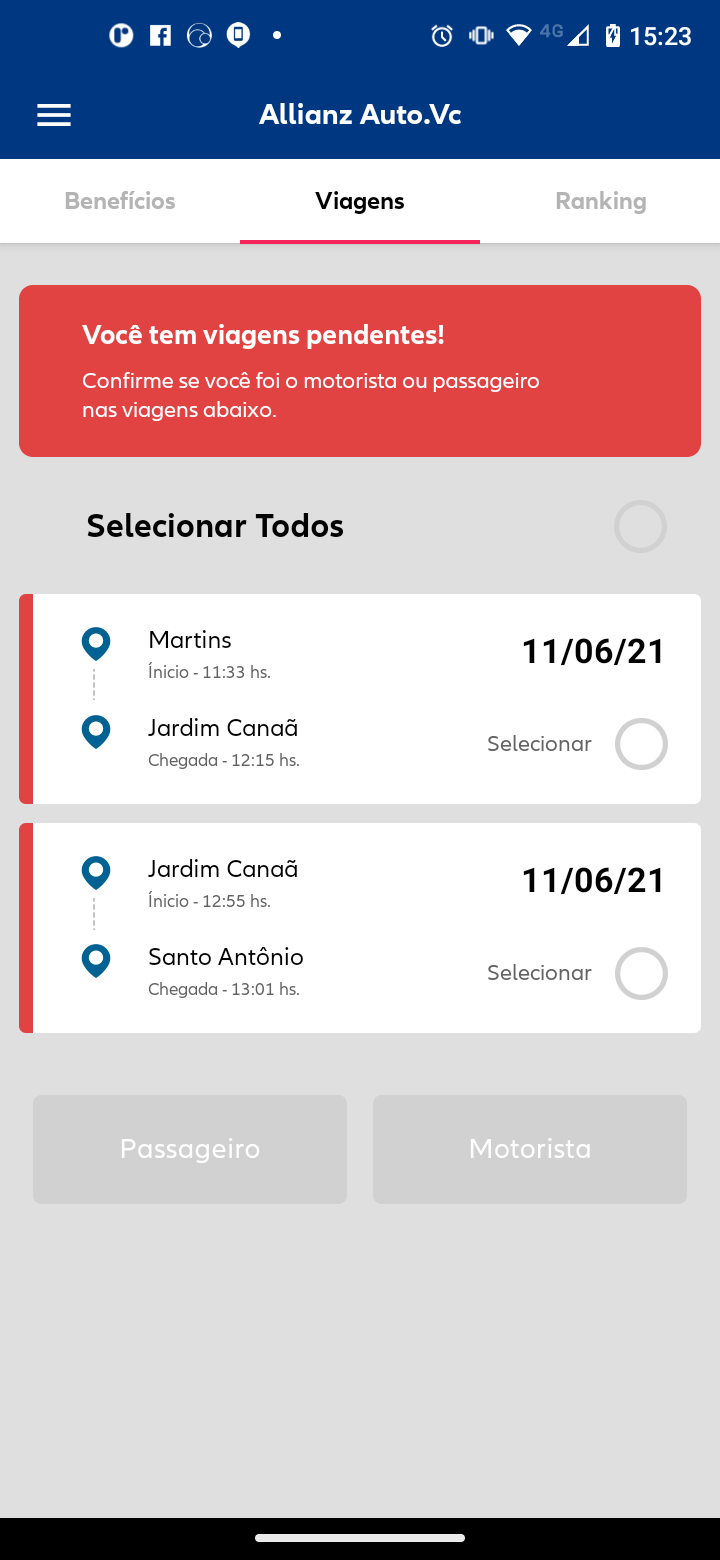 4G 15:23
Allianz Auto.Vc
Benefícios Viagens Ranking
Você tem viagens pendentes!
Confirme se você foi o motorista ou passageiro
nas viagens abaixo.
Selecionar Todos
Martins
11/06/21
Ínicio - 11:33 hs.
Jardim Canaã
Selecionar
Chegada - 12:15 hs.
Jardim Canaã
11/06/21
Ínicio - 12:55 hs.
Santo Antônio
Selecionar
Chegada - 13:01 hs.
Passageiro Motorista